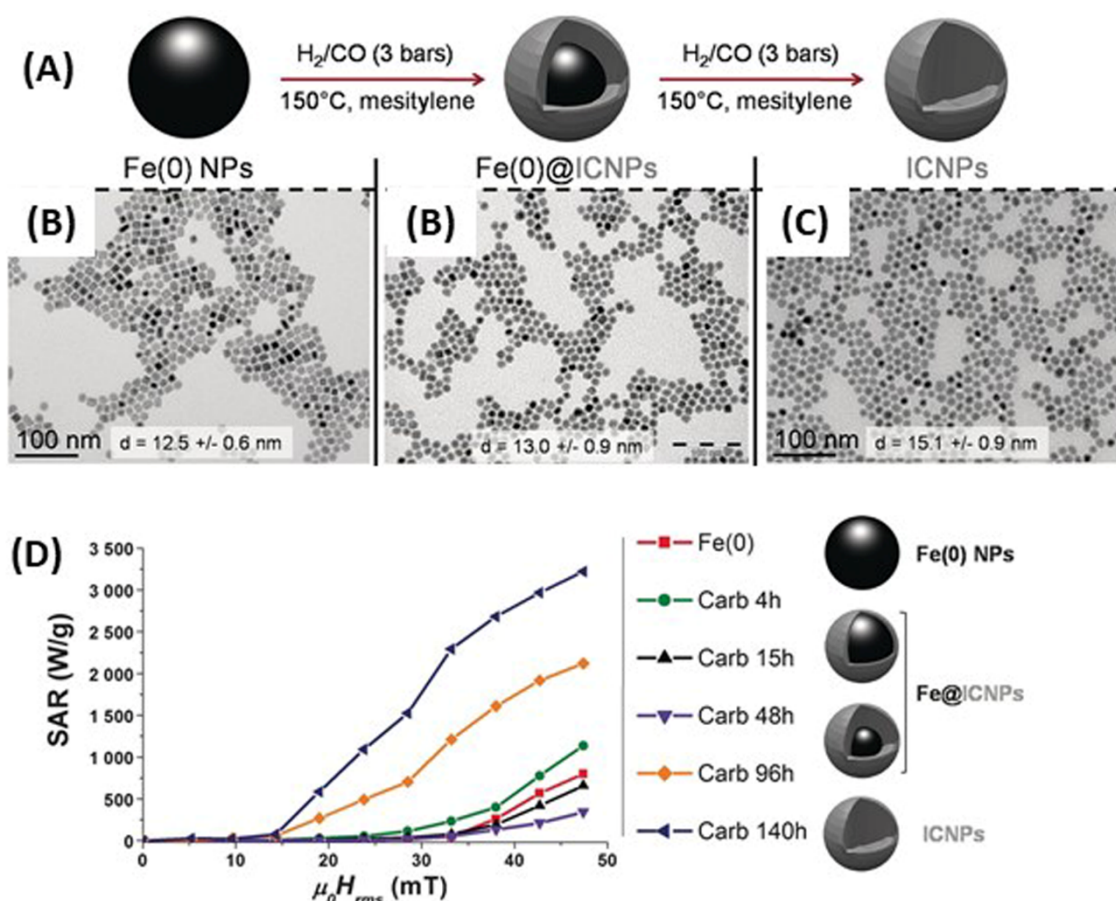 (A)
H₂/CO (3 bars)
150°C, mesitylene
H₂/CO (3 bars)
150°C, mesitylene
Fe(0) NPs
Fe(0)@ICNPs
ICNPs
(B)
100 nm
d = 12.5 +/- 0.6 nm
(B)
d = 13.0 +/- 0.9 nm
(C)
100 nm
d = 15.1 +/- 0.9 nm
(D)
SAR (W/g)
3 500
3 000
2 500
2 000
1 500
1 000
500
0
0 10 20 30 40 50
μ₀Hᵣₘₛ (mT)
Fe(0)
Carb 4h
Carb 15h
Carb 48h
Carb 96h
Carb 140h
Fe(0) NPs
Fe@ICNPs
ICNPs